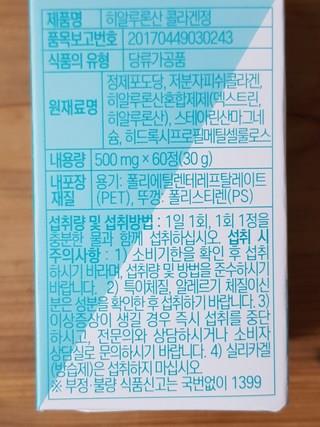 제품명 히알루론산 콜라겐정
품목보고번호 20170449030243
식품의 유형 당류가공품
원재료명 정제포도당, 저분자피쉬콜라겐,
히알루론산혼합제제(덱스트린,
히알루론산), 스테아린산마그네
슘, 히드록시프로필메틸셀룰로스
내용량 500 mg × 60정(30 g)
내포장 재질 용기: 폴리에틸렌테레프탈레이트
(PET), 뚜껑: 폴리스티렌(PS)
섭취량 및 섭취방법 : 1일 1회, 1회 1정을
충분한 물과 함께 섭취하십시오. 섭취 시
주의사항 : 1) 소비기한을 확인 후 섭취
하시기 바라며, 섭취량 및 방법을 준수하시기
바랍니다. 2) 특이체질, 알레르기 체질이신
분은 성분을 확인한 후 섭취하시기 바랍니다. 3)
이상증상이 생길 경우 즉시 섭취를 중단
하시고, 전문의와 상담하시거나 소비자
상담실로 문의하시기 바랍니다. 4) 실리카겔
(방습제)은 섭취하지 마십시오.
※ 부정·불량 식품신고는 국번없이 1399